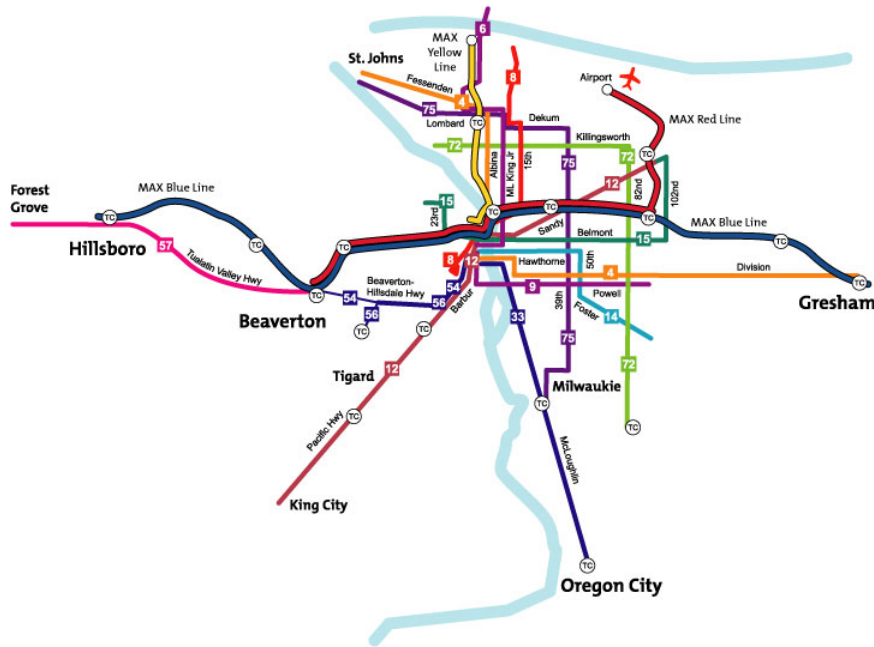 6
MAX
Yellow
Line
St. Johns
Fessenden
4
8
Airport
75
Lombard
TC
Dekum
MAX Red Line
72
Killingsworth
72
Albina
ML King Jr
15th
75
TC
12
82nd
102nd
Forest
Grove
MAX Blue Line
15
23rd
TC
TC
TC
TC
Sandy
MAX Blue Line
Hillsboro
57
Tualatin Valley Hwy
TC
TC
Belmont
15
TC
8
12
Hawthorne
50th
4
Division
TC
Beaverton-
Hillsdale Hwy
54
9
Powell
Gresham
TC
54
56
Barbur
39th
Foster
Beaverton
56
33
14
TC
TC
75
Tigard
12
72
Milwaukie
TC
Pacific Hwy
TC
TC
McLoughlin
King City
TC
Oregon City